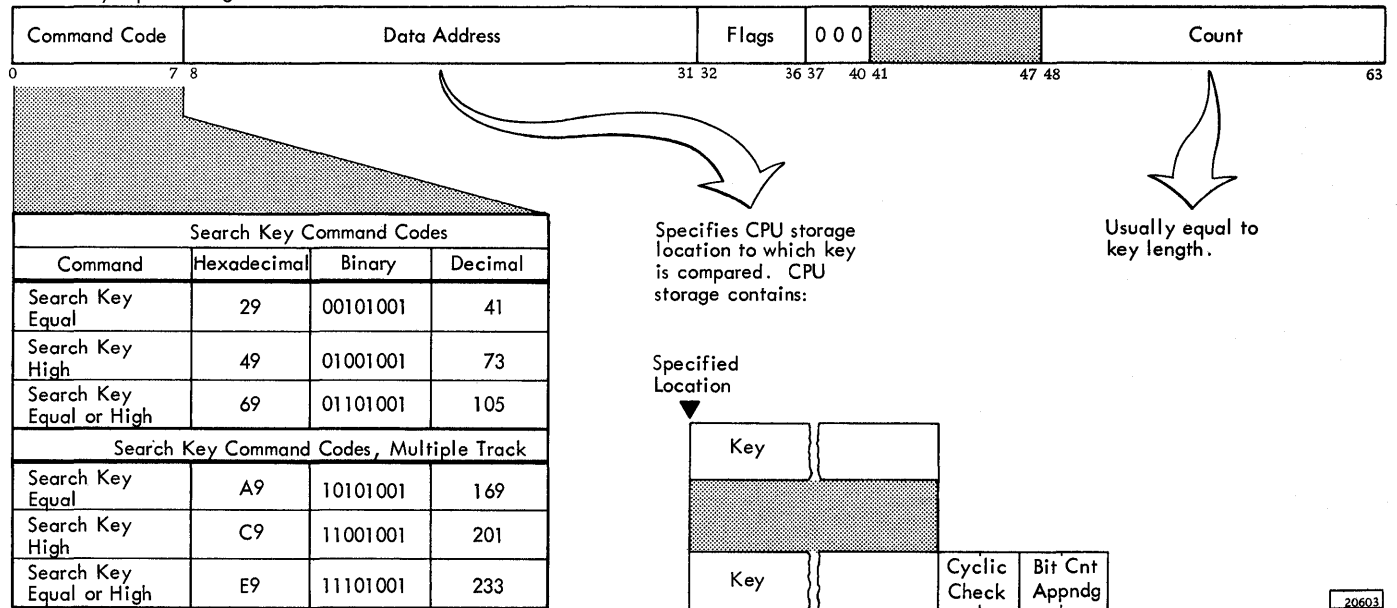 Command Code Data Address Flags 0 0 0 Count
0 7 8 31 32 36 37 40 41 47 48 63
Specifies CPU storage
location to which key
is compared. CPU
storage contains:
Usually equal to
key length.
Search Key Command Codes
Command Hexadecimal Binary Decimal
Search Key
Equal 29 00101001 41
Search Key
High 49 01001001 73
Search Key
Equal or High 69 01101001 105
Search Key Command Codes, Multiple Track
Search Key
Equal A9 10101001 169
Search Key
High C9 11001001 201
Search Key
Equal or High E9 11101001 233
Specified
Location
Key
Key
Cyclic
Check
Bit Cnt
Appndg
20603